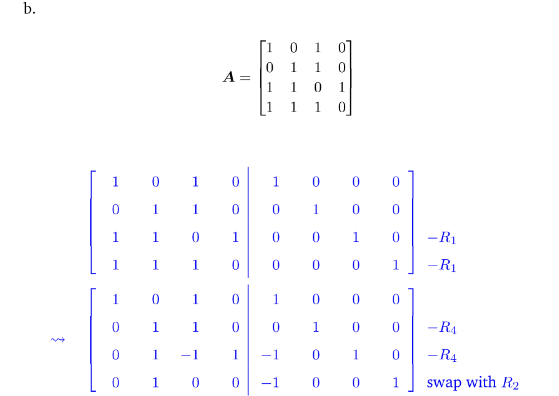 b.
A = [1 0 1 0
0 1 1 0
1 1 0 1
1 1 1 0]
[1 0 1 0 | 1 0 0 0]
0 1 1 0 | 0 1 0 0
1 1 0 1 | 0 0 1 0 −R₁
1 1 1 0 | 0 0 0 1 −R₁
⇝ [1 0 1 0 | 1 0 0 0]
0 1 1 0 | 0 1 0 0 −R₄
0 1 −1 1 | −1 0 1 0 −R₄
0 1 0 0 | −1 0 0 1 swap with R₂